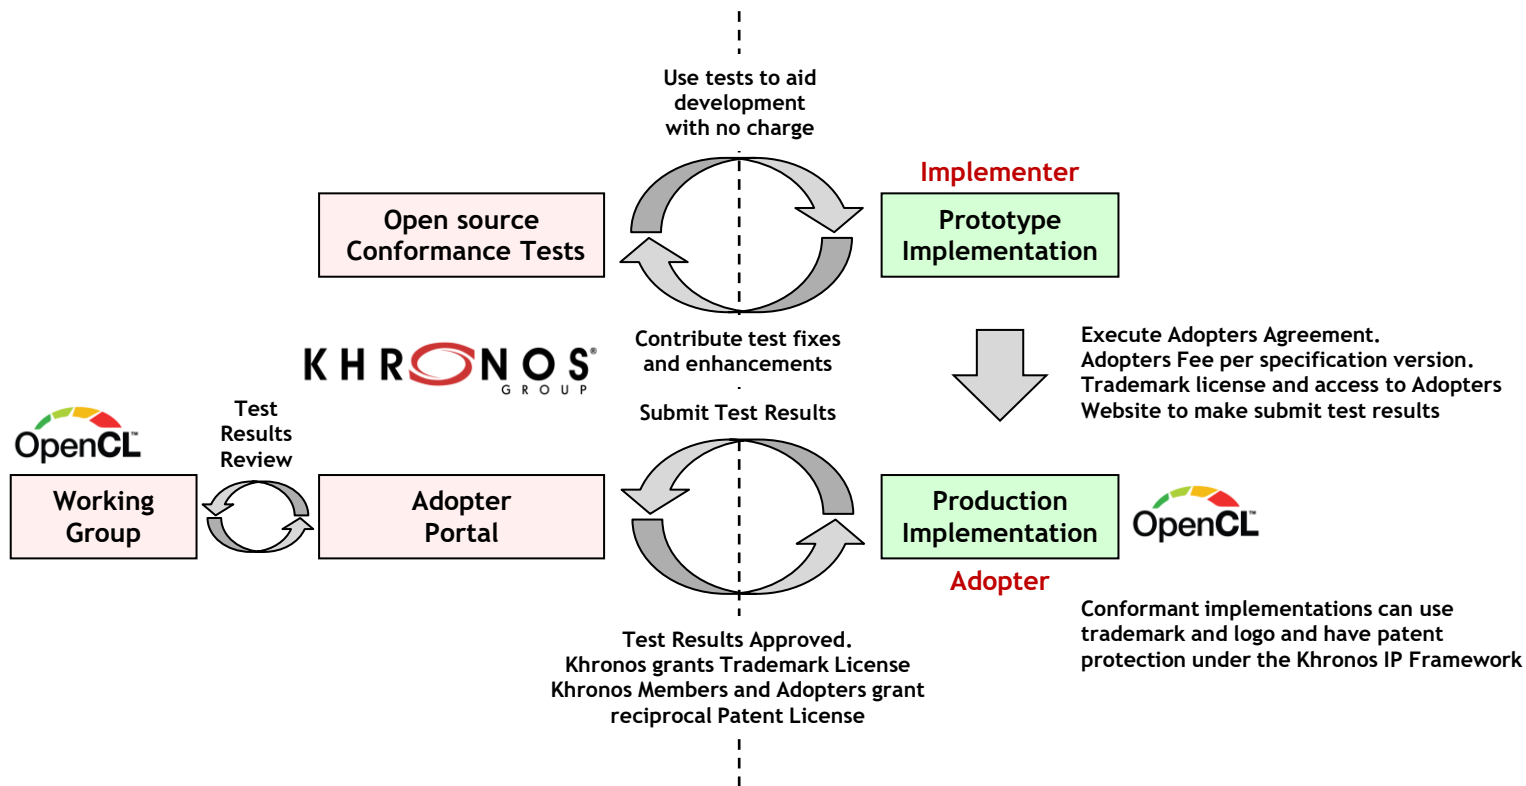 Use tests to aid
development
with no charge
Implementer
Open source
Conformance Tests
Prototype
Implementation
Contribute test fixes
and enhancements
KHRONOS®
GROUP
Execute Adopters Agreement.
Adopters Fee per specification version.
Trademark license and access to Adopters
Website to make submit test results
Submit Test Results
Test
Results
Review
OpenCL™
Working
Group
Adopter
Portal
Production
Implementation
OpenCL™
Adopter
Conformant implementations can use
trademark and logo and have patent
protection under the Khronos IP Framework
Test Results Approved.
Khronos grants Trademark License
Khronos Members and Adopters grant
reciprocal Patent License